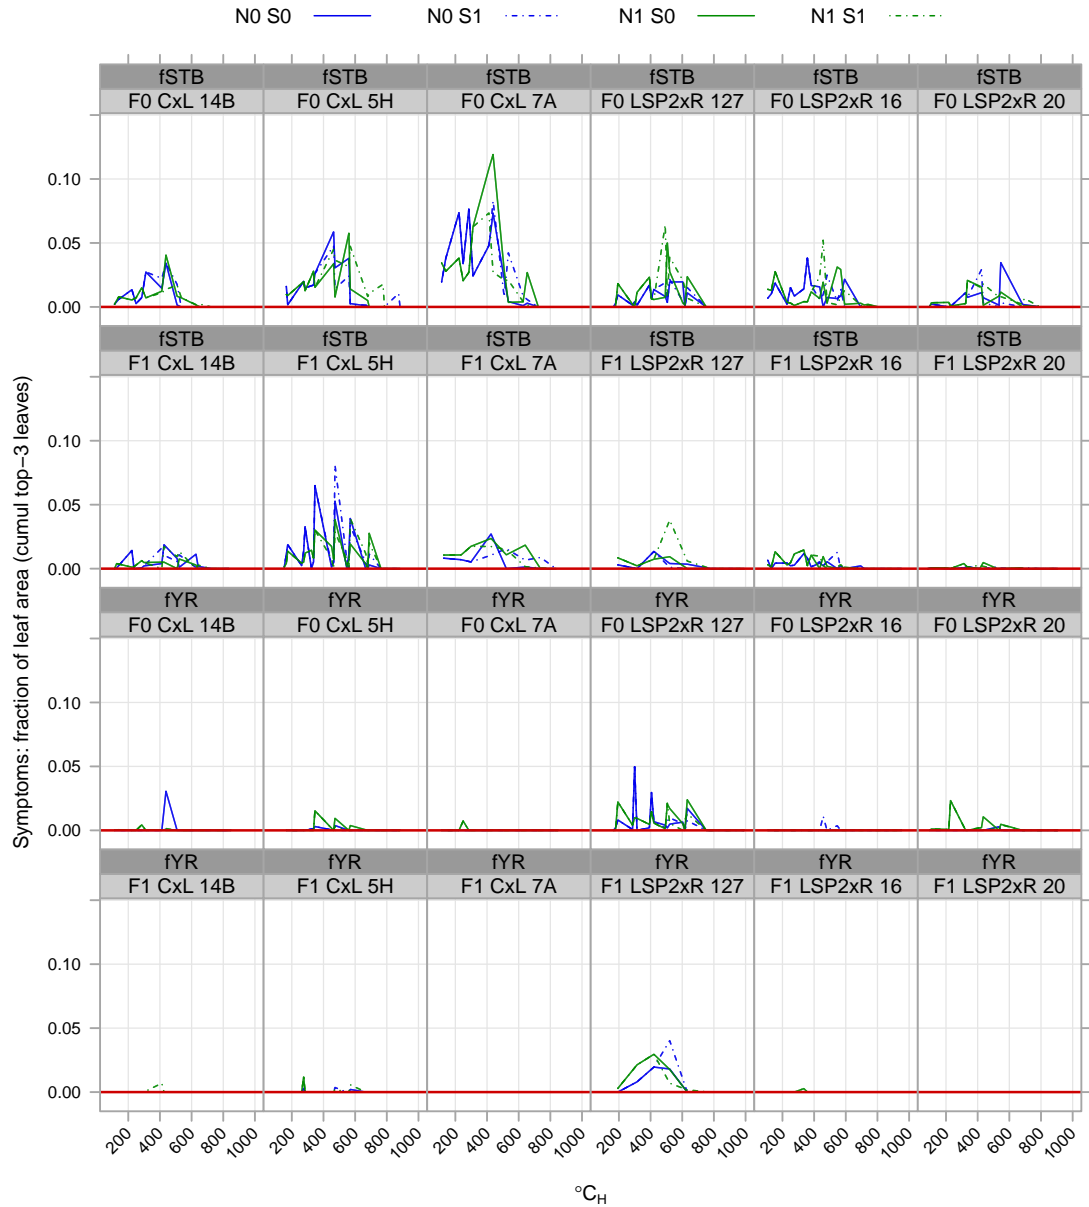 N0 S0 N0 S1 N1 S0 N1 S1
fSTB fSTB fSTB fSTB fSTB fSTB
F0 CxL 14B F0 CxL 5H F0 CxL 7A F0 LSP2xR 127 F0 LSP2xR 16 F0 LSP2xR 20
0.10
0.05
0.00
fSTB fSTB fSTB fSTB fSTB fSTB
F1 CxL 14B F1 CxL 5H F1 CxL 7A F1 LSP2xR 127 F1 LSP2xR 16 F1 LSP2xR 20
0.10
0.05
0.00
fYR fYR fYR fYR fYR fYR
F0 CxL 14B F0 CxL 5H F0 CxL 7A F0 LSP2xR 127 F0 LSP2xR 16 F0 LSP2xR 20
0.10
0.05
0.00
fYR fYR fYR fYR fYR fYR
F1 CxL 14B F1 CxL 5H F1 CxL 7A F1 LSP2xR 127 F1 LSP2xR 16 F1 LSP2xR 20
0.10
0.05
0.00
Symptoms: fraction of leaf area (cumul top−3 leaves)
200 400 600 800 1000 200 400 600 800 1000 200 400 600 800 1000 200 400 600 800 1000 200 400 600 800 1000 200 400 600 800 1000
°CH